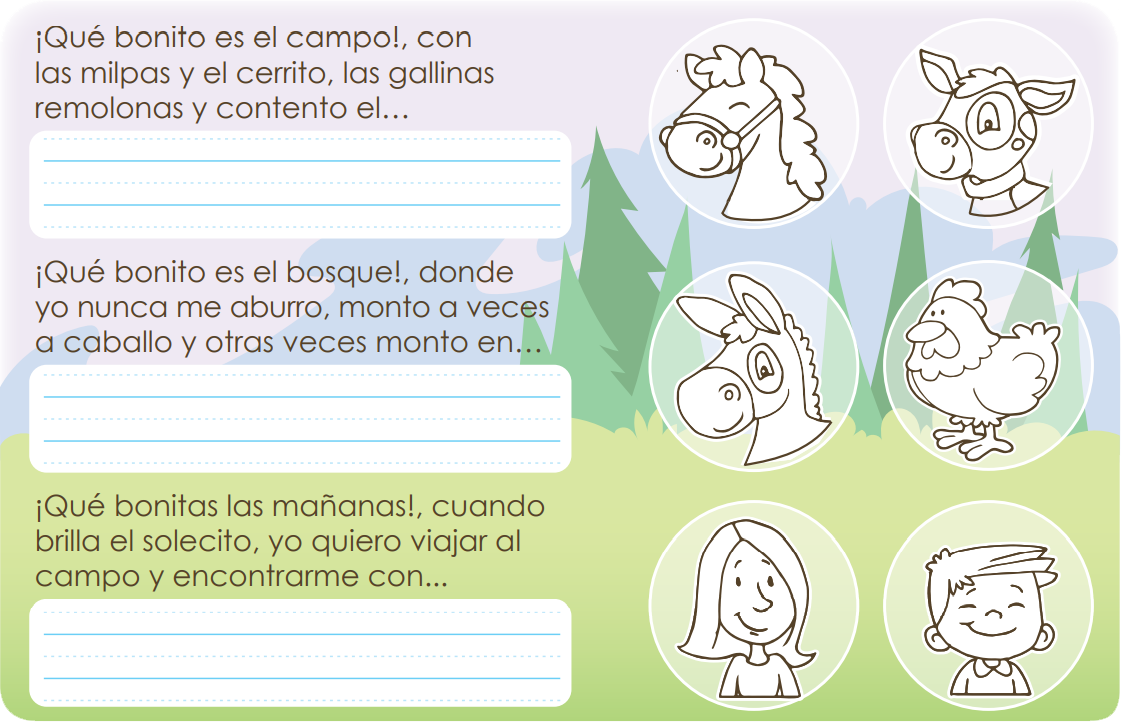 ¡Qué bonito es el campo!, con
las milpas y el cerrito, las gallinas
remolonas y contento el…
¡Qué bonito es el bosque!, donde
yo nunca me aburro, monto a veces
a caballo y otras veces monto en…
¡Qué bonitas las mañanas!, cuando
brilla el solecito, yo quiero viajar al
campo y encontrarme con...